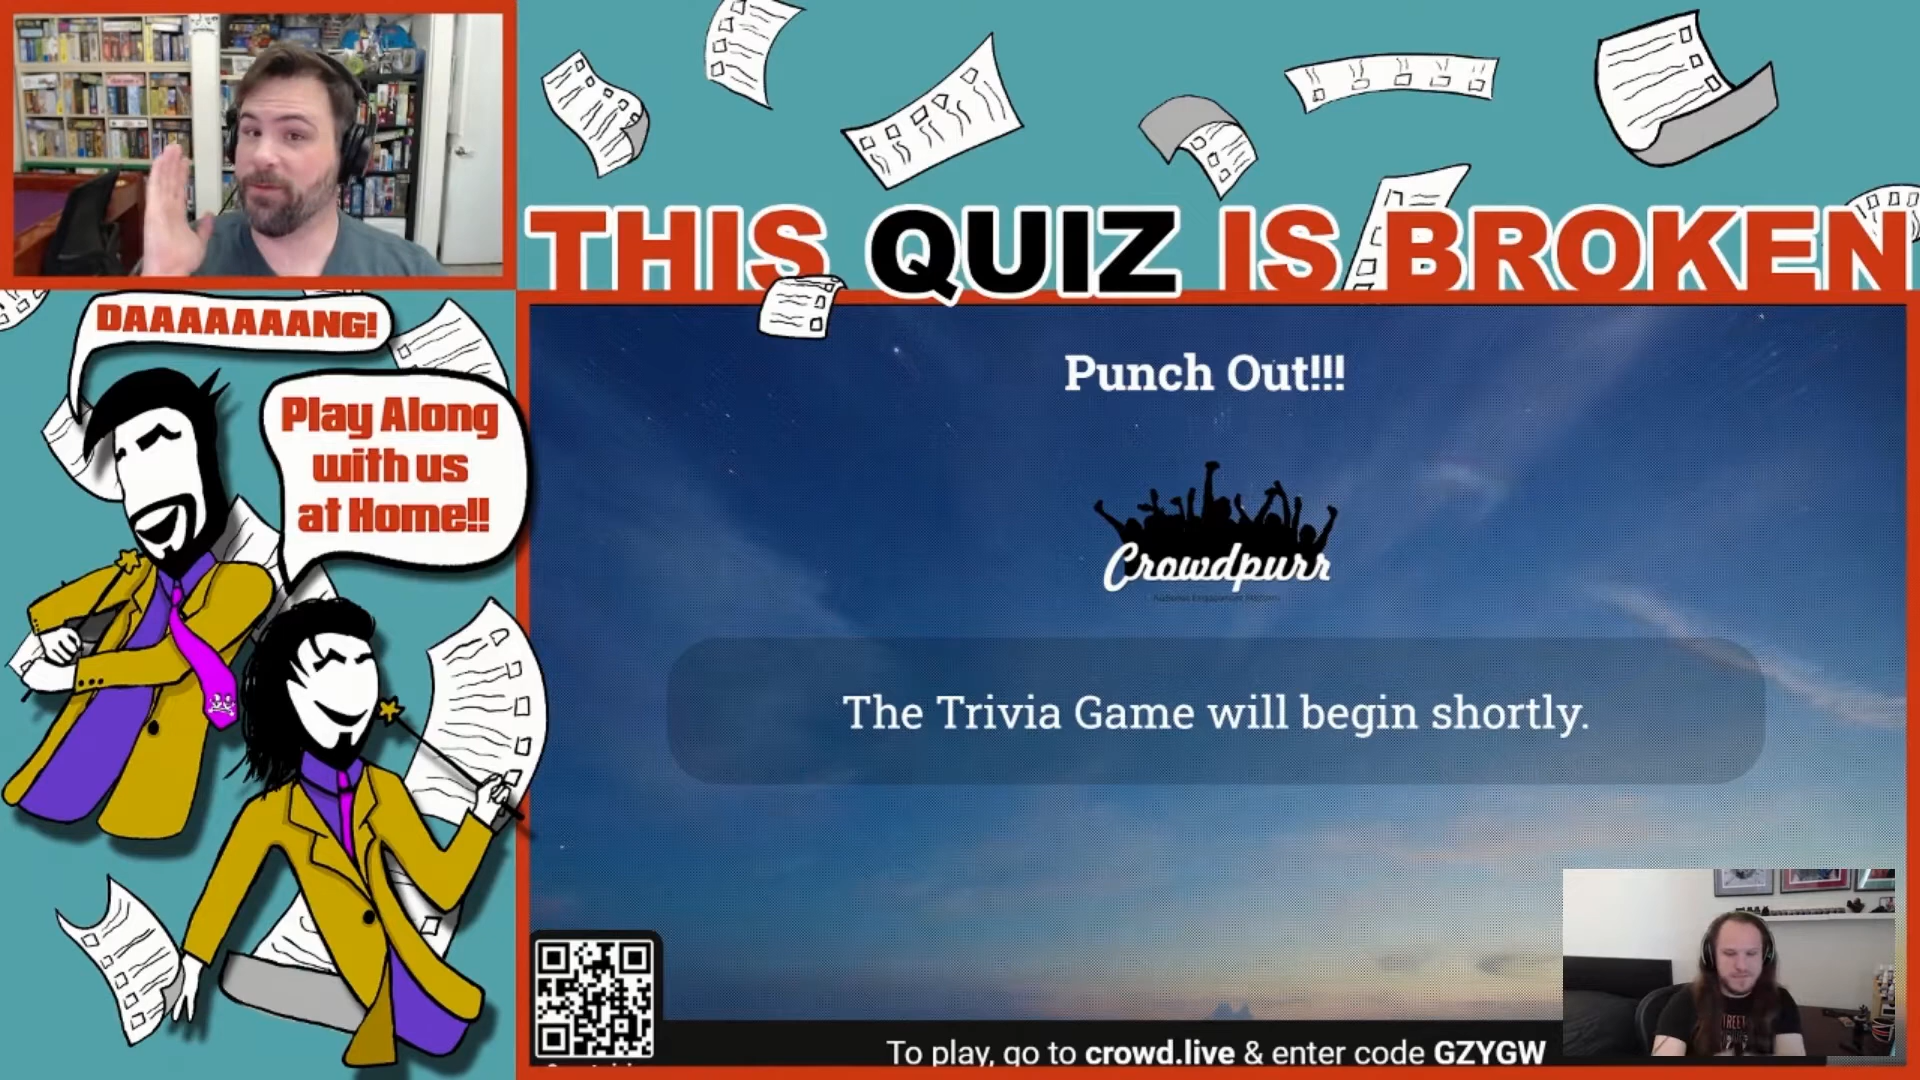 THIS QUIZ IS BROKEN
DAAAAAAAANG!
Play Along
with us
at Home!!
Punch Out!!!
Crowdpurr
The Trivia Game will begin shortly.
To play, go to crowd.live & enter code GZYGW